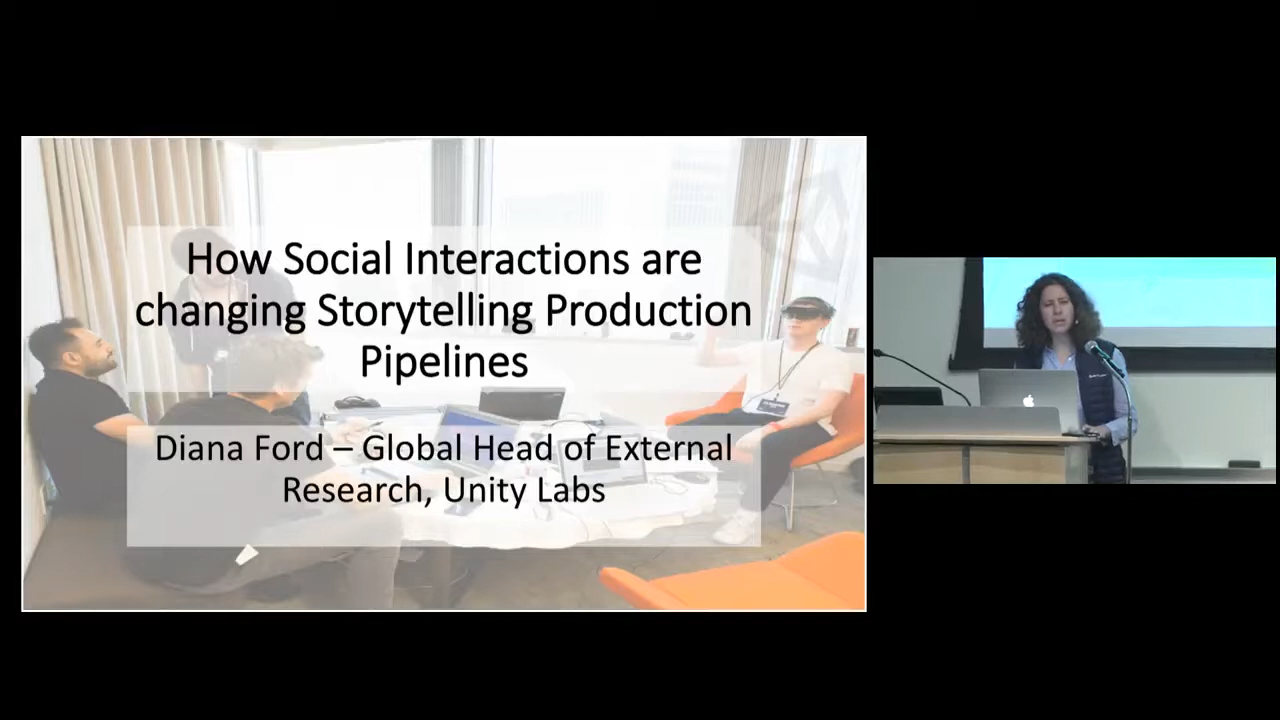 How Social Interactions are
changing Storytelling Production
Pipelines
Diana Ford – Global Head of External
Research, Unity Labs